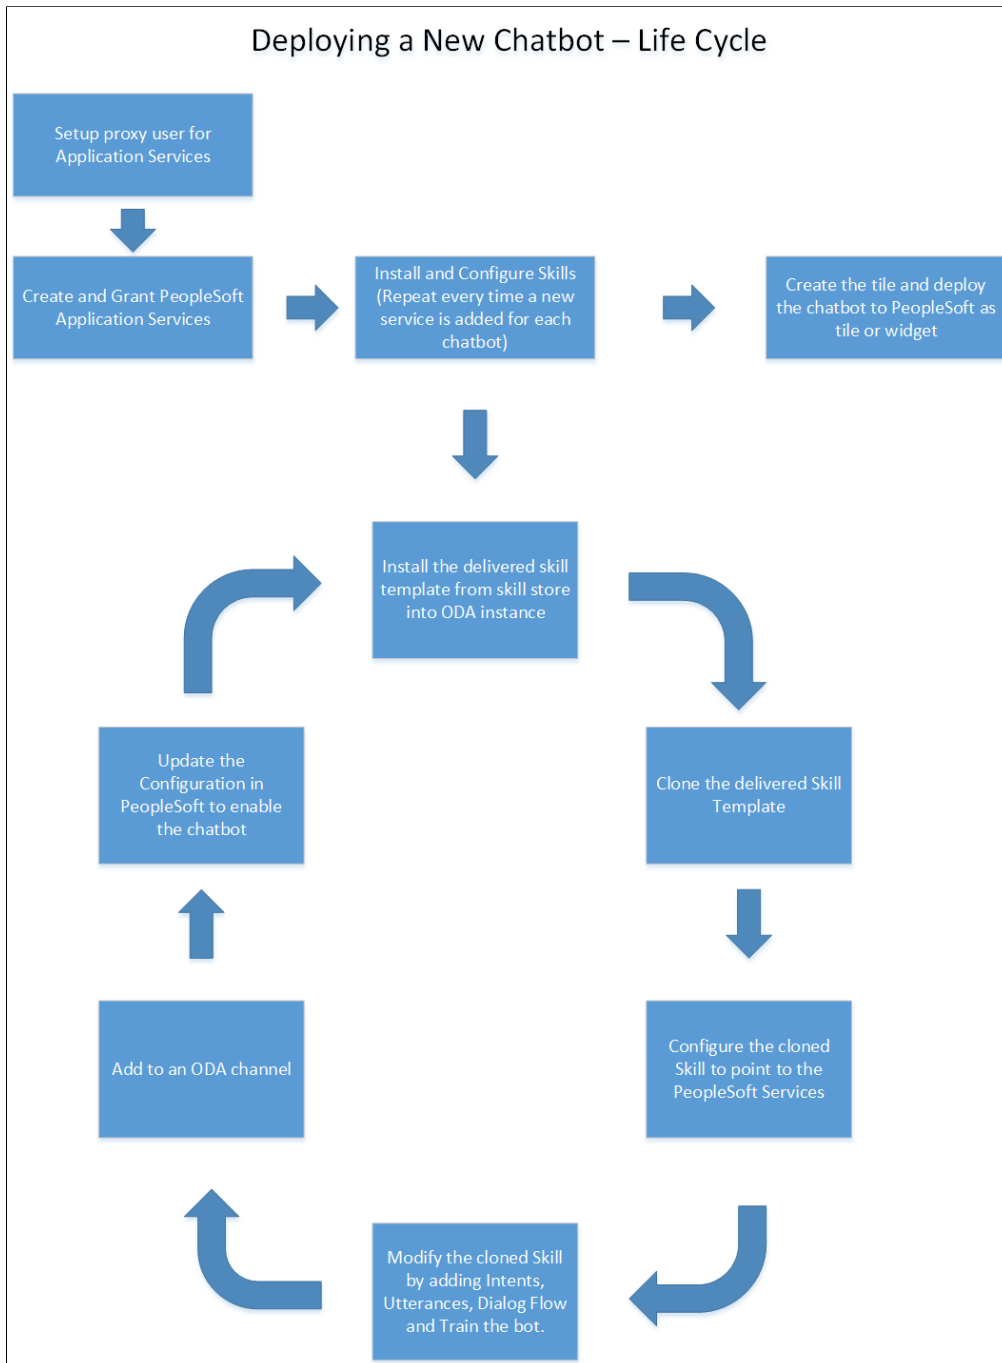 Deploying a New Chatbot – Life Cycle
Setup proxy user for
Application Services
Create and Grant PeopleSoft
Application Services
Install and Configure Skills
(Repeat every time a new
service is added for each
chatbot)
Create the tile and deploy
the chatbot to PeopleSoft as
tile or widget
Install the delivered skill
template from skill store
into ODA instance
Clone the delivered Skill
Template
Configure the cloned
Skill to point to the
PeopleSoft Services
Modify the cloned Skill
by adding Intents,
Utterances, Dialog Flow
and Train the bot.
Add to an ODA channel
Update the
Configuration in
PeopleSoft to enable
the chatbot